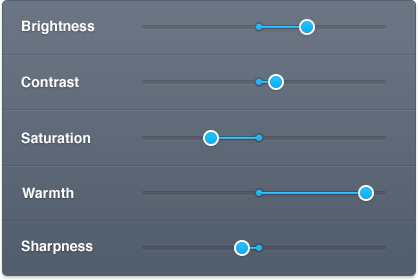 Brightness
Contrast
Saturation
Warmth
Sharpness